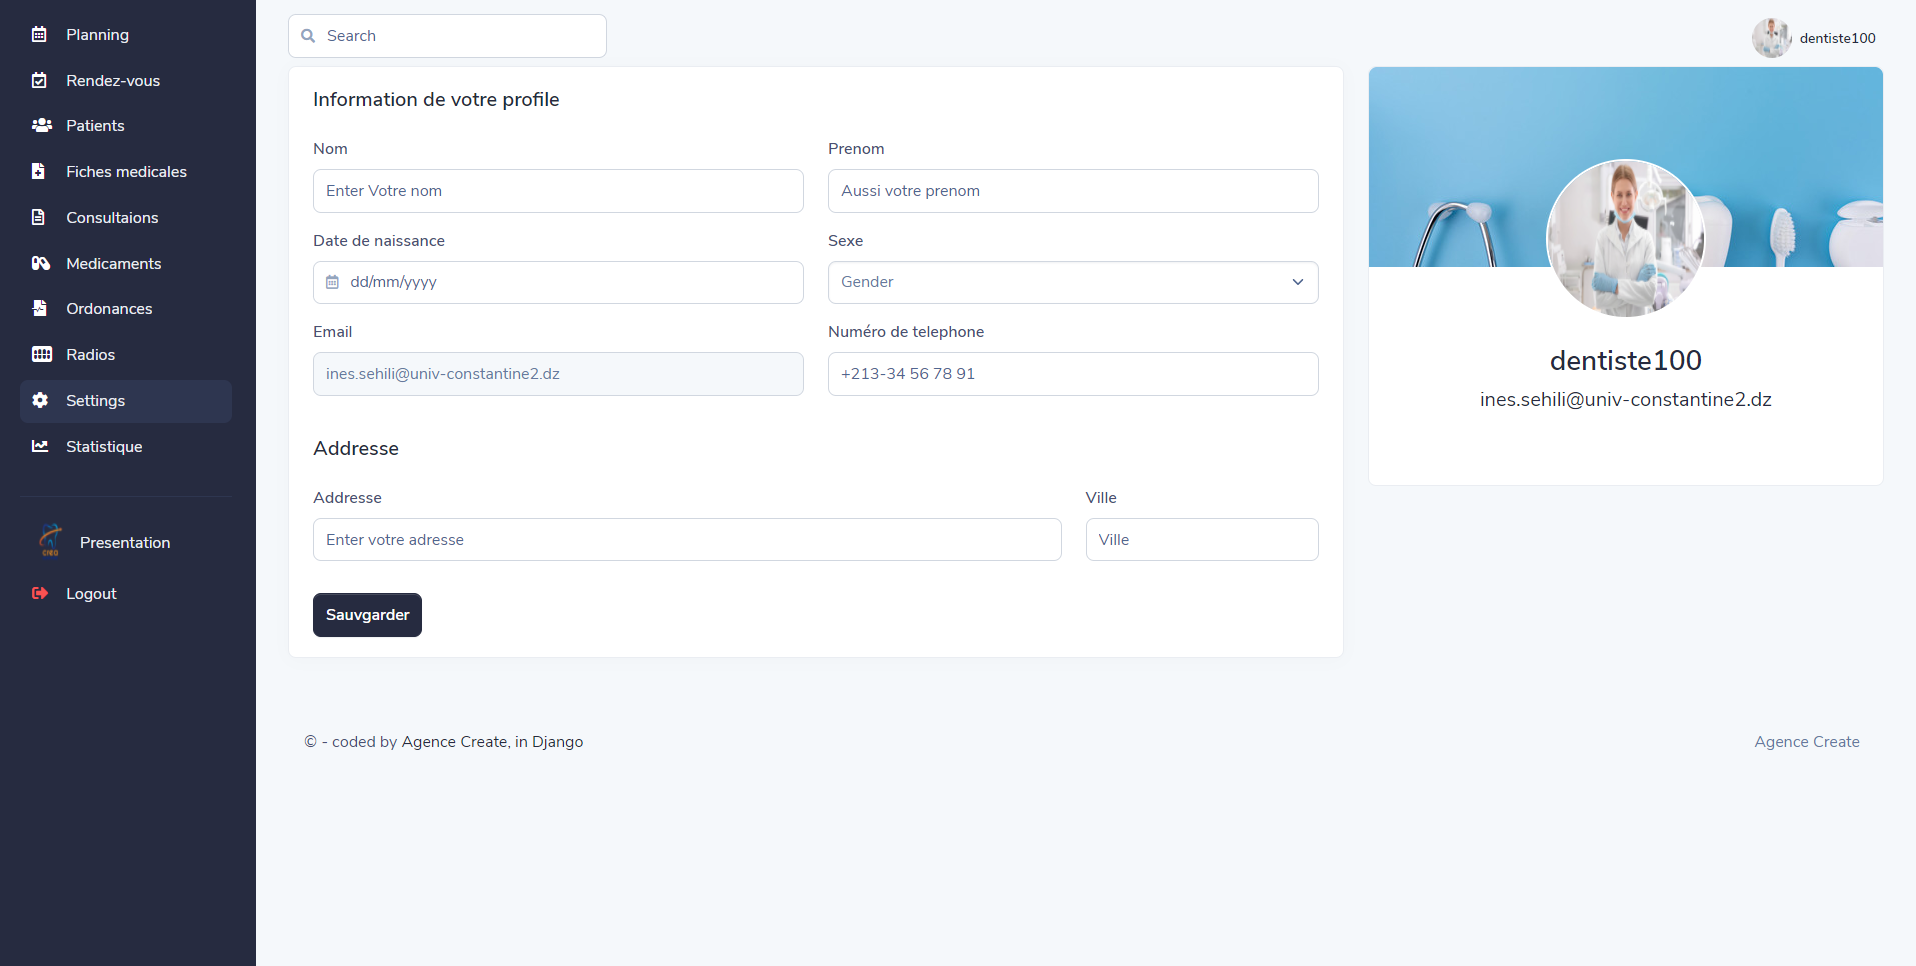 Planning
Rendez-vous
Patients
Fiches medicales
Consultaions
Medicaments
Ordonances
Radios
Settings
Statistique
crea
Presentation
Logout
Search
dentiste100
Information de votre profile
Nom
Prenom
Enter Votre nom
Aussi votre prenom
Date de naissance
Sexe
dd/mm/yyyy
Gender
Email
Numéro de telephone
ines.sehili@univ-constantine2.dz
+213-34 56 78 91
Addresse
Addresse
Ville
Enter votre adresse
Ville
Sauvgarder
dentiste100
ines.sehili@univ-constantine2.dz
© - coded by Agence Create, in Django
Agence Create